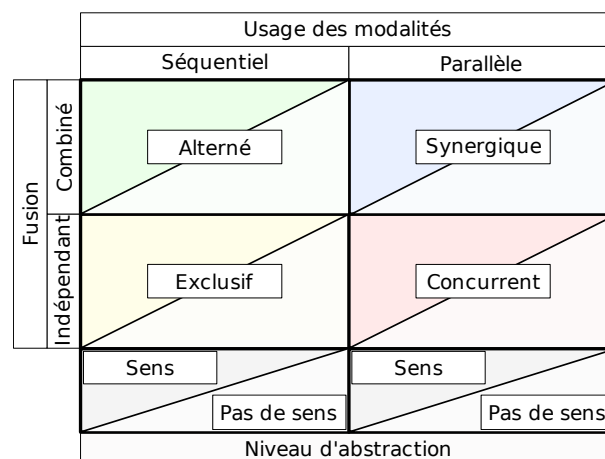 Usage des modalités
Séquentiel
Parallèle
Fusion
Combiné
Alterné
Synergique
Indépendant
Exclusif
Concurrent
Sens
Sens
Pas de sens
Pas de sens
Niveau d'abstraction